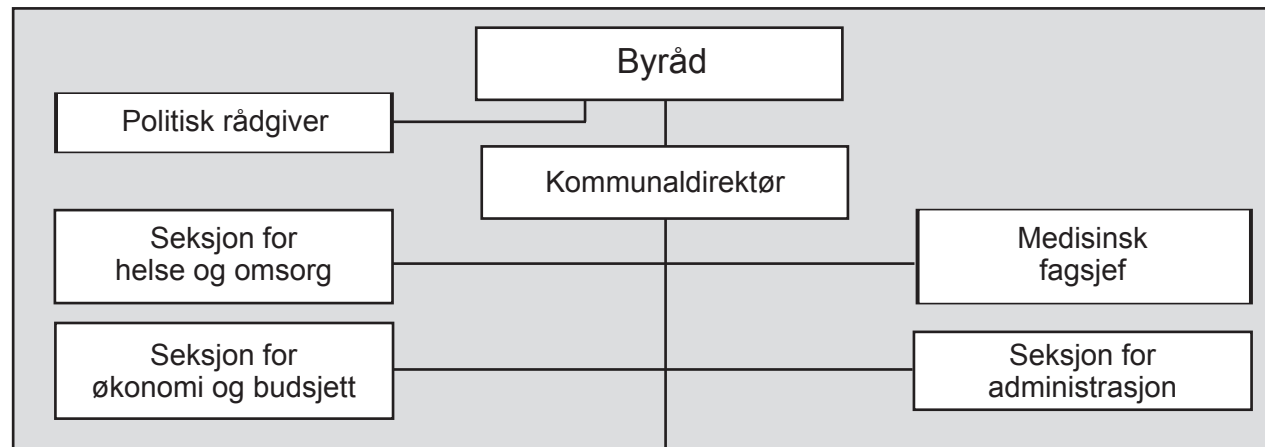 Byråd
Politisk rådgiver
Kommunaldirektør
Seksjon for
helse og omsorg
Medisinsk
fagsjef
Seksjon for
økonomi og budsjett
Seksjon for
administrasjon